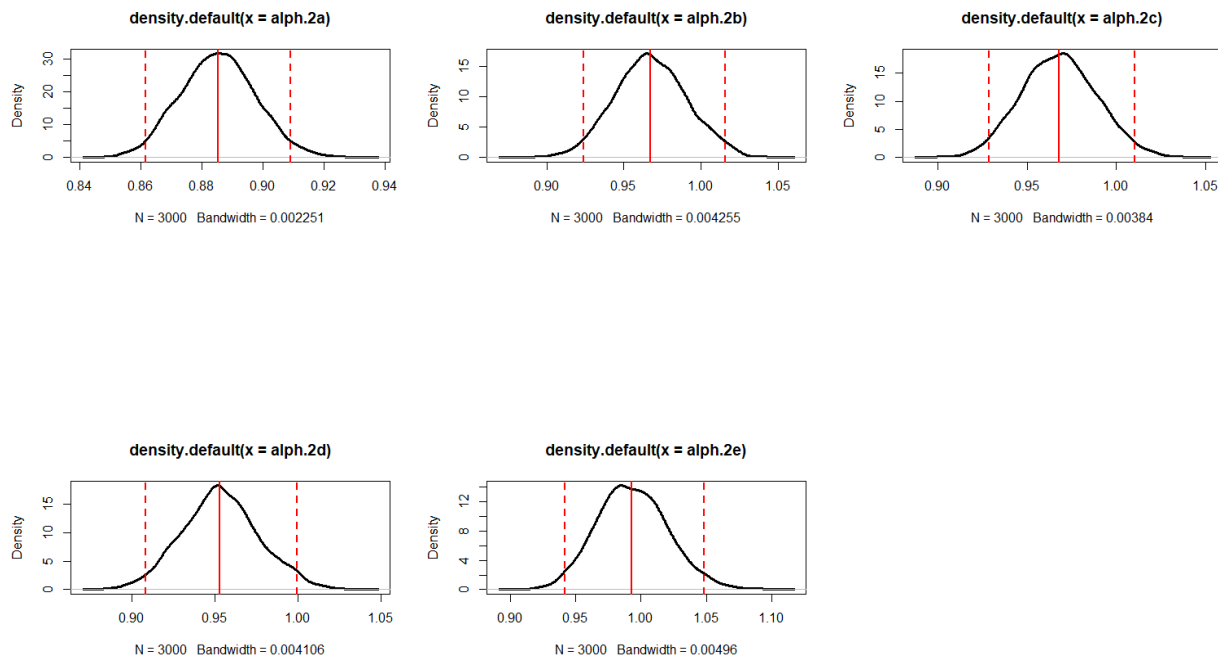 density.default(x = alph.2a)
Density
0 10 20 30
0.84 0.86 0.88 0.90 0.92 0.94
N = 3000 Bandwidth = 0.002251
density.default(x = alph.2b)
Density
0 5 10 15
0.90 0.95 1.00 1.05
N = 3000 Bandwidth = 0.004255
density.default(x = alph.2c)
Density
0 5 10 15
0.90 0.95 1.00 1.05
N = 3000 Bandwidth = 0.00384
density.default(x = alph.2d)
Density
0 5 10 15
0.90 0.95 1.00 1.05
N = 3000 Bandwidth = 0.004106
density.default(x = alph.2e)
Density
0 4 8 12
0.90 0.95 1.00 1.05 1.10
N = 3000 Bandwidth = 0.00496